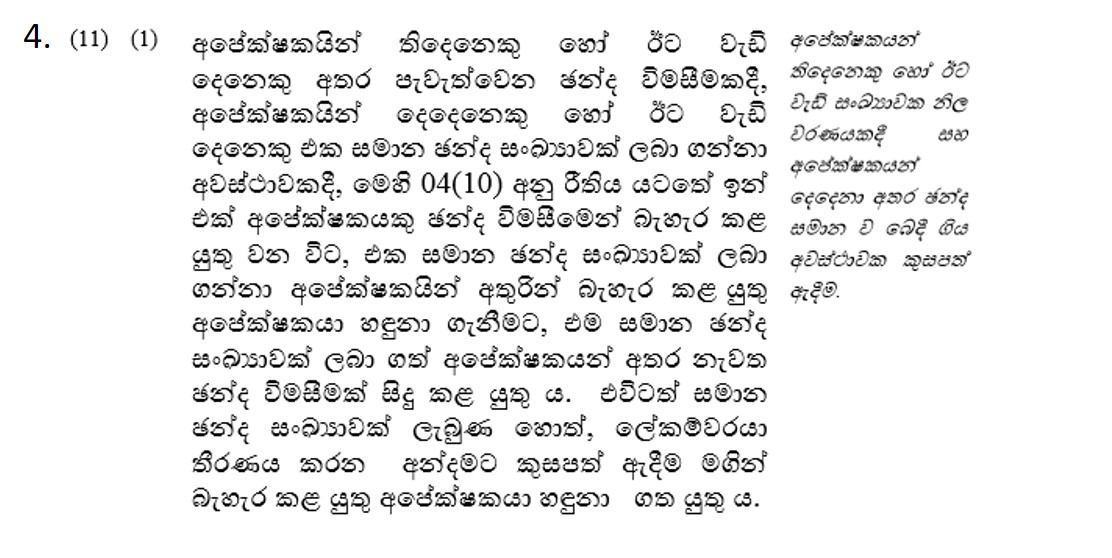 4. (11) (1) අපේක්ෂකයින් තිදෙනෙකු හෝ ඊට වැඩි
දෙනෙකු අතර පැවැත්වෙන ඡන්ද විමසීමකදී,
අපේක්ෂකයින් දෙදෙනෙකු හෝ ඊට වැඩි
දෙනෙකු එක සමාන ඡන්ද සංඛ්‍යාවක් ලබා ගන්නා
අවස්ථාවකදී, මෙහි 04(10) අනු රීතිය යටතේ ඉන්
එක් අපේක්ෂකයකු ඡන්ද විමසීමෙන් බැහැර කළ
යුතු වන විට, එක සමාන ඡන්ද සංඛ්‍යාවක් ලබා
ගන්නා අපේක්ෂකයින් අතුරින් බැහැර කළ යුතු
අපේක්ෂකයා හඳුනා ගැනීමට, එම සමාන ඡන්ද
සංඛ්‍යාවක් ලබා ගත් අපේක්ෂකයන් අතර නැවත
ඡන්ද විමසීමක් සිදු කළ යුතු ය. එවිටත් සමාන
ඡන්ද සංඛ්‍යාවක් ලැබුණ හොත්, ලේකම්වරයා
තීරණය කරන අන්දමට කුසපත් ඇදීම මගින්
බැහැර කළ යුතු අපේක්ෂකයා හඳුනා ගත යුතු ය.
අපේක්ෂකයන්
තිදෙනෙකු හෝ ඊට
වැඩි සංඛ්‍යාවක නිල
වරණයකදී සහ
අපේක්ෂකයන්
දෙදෙනා අතර ඡන්ද
සමාන ව බෙදී ගිය
අවස්ථාවක කුසපත්
ඇදීම.